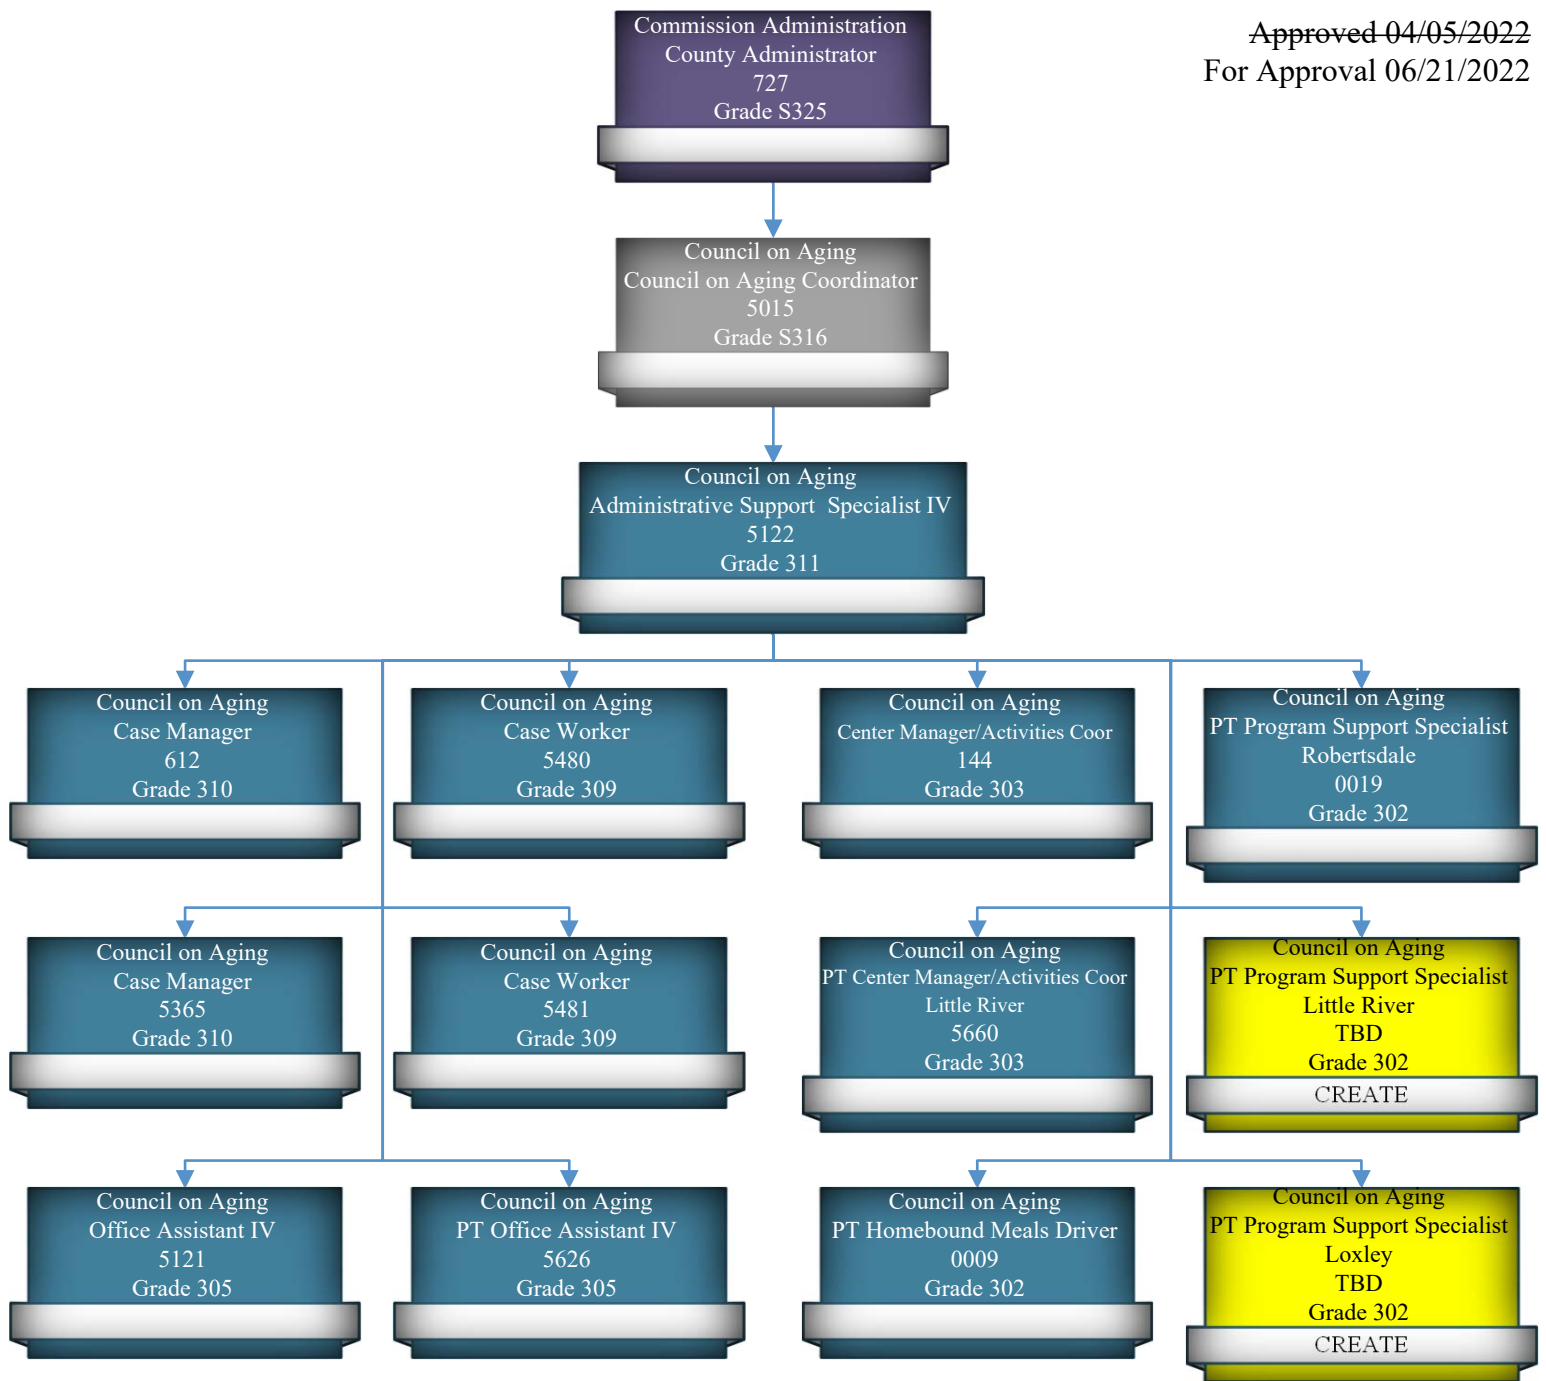 Approved 04/05/2022
For Approval 06/21/2022
Commission Administration
County Administrator
727
Grade S325
Council on Aging
Council on Aging Coordinator
5015
Grade S316
Council on Aging
Administrative Support  Specialist IV
5122
Grade 311
Council on Aging
Case Manager
612
Grade 310
Council on Aging
Case Worker
5480
Grade 309
Council on Aging
Center Manager/Activities Coor
144
Grade 303
Council on Aging
PT Program Support Specialist
Robertsdale
0019
Grade 302
Council on Aging
Case Manager
5365
Grade 310
Council on Aging
Case Worker
5481
Grade 309
Council on Aging
PT Center Manager/Activities Coor
Little River
5660
Grade 303
Council on Aging
PT Program Support Specialist
Little River
TBD
Grade 302
CREATE
Council on Aging
Office Assistant IV
5121
Grade 305
Council on Aging
PT Office Assistant IV
5626
Grade 305
Council on Aging
PT Homebound Meals Driver
0009
Grade 302
Council on Aging
PT Program Support Specialist
Loxley
TBD
Grade 302
CREATE